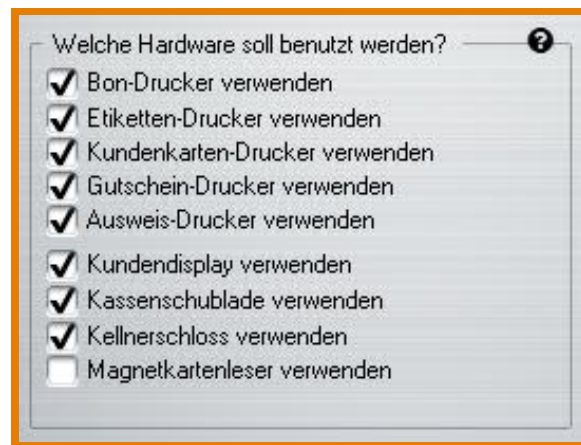 Welche Hardware soll benutzt werden? ?
Bon-Drucker verwenden
Etiketten-Drucker verwenden
Kundenkarten-Drucker verwenden
Gutschein-Drucker verwenden
Ausweis-Drucker verwenden
Kundendisplay verwenden
Kassenschublade verwenden
Kellnerschloss verwenden
Magnetkartenleser verwenden